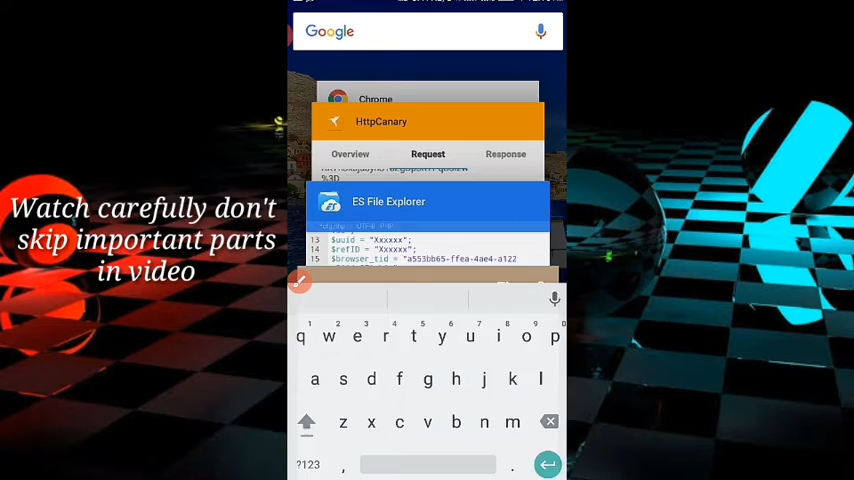 Google
Chrome
HttpCanary
Overview Request Response
%3D
ES File Explorer
13 $uuid = "Xxxxxx";
14 $refID = "Xxxxxx";
15 $browser_tid = "a553bb65-ffea-4ae4-a122
Watch carefully don't
skip important parts
in video
1 2 3 4 5 6 7 8 9 0
q w e r t y u i o p
a s d f g h j k l
z x c v b n m
?123 , .